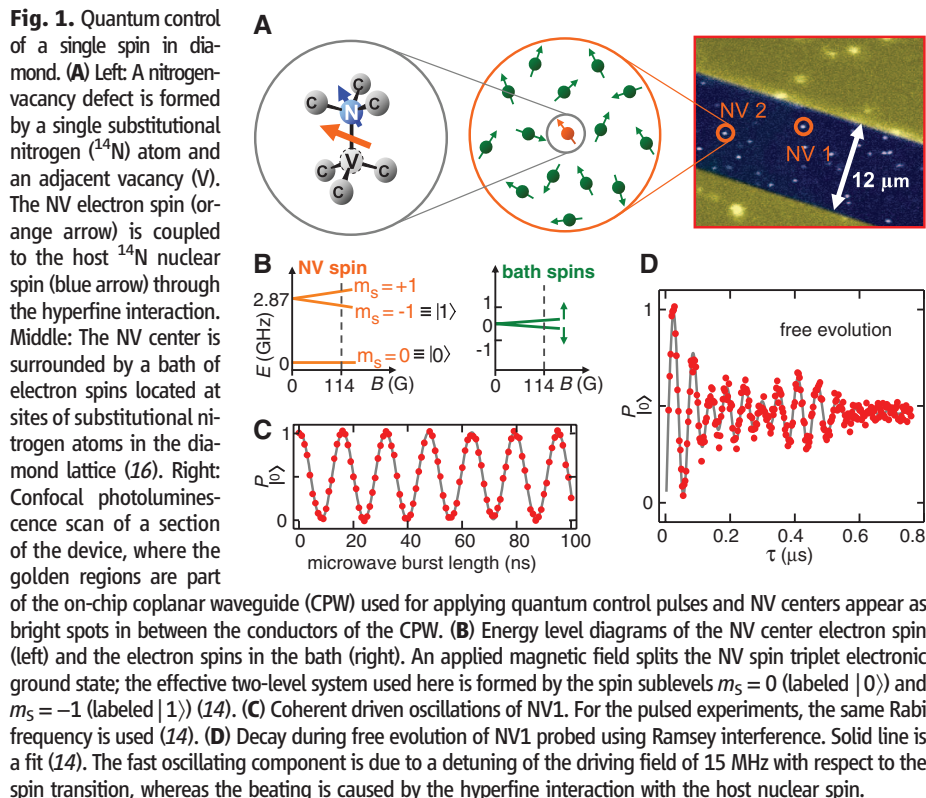 Fig. 1. Quantum control
of a single spin in dia-
mond. (A) Left: A nitrogen-
vacancy defect is formed
by a single substitutional
nitrogen (¹⁴N) atom and
an adjacent vacancy (V).
The NV electron spin (or-
ange arrow) is coupled
to the host ¹⁴N nuclear
spin (blue arrow) through
the hyperfine interaction.
Middle: The NV center is
surrounded by a bath of
electron spins located at
sites of substitutional ni-
trogen atoms in the dia-
mond lattice (16). Right:
Confocal photolumines-
cence scan of a section
of the device, where the
golden regions are part
of the on-chip coplanar waveguide (CPW) used for applying quantum control pulses and NV centers appear as
bright spots in between the conductors of the CPW. (B) Energy level diagrams of the NV center electron spin
(left) and the electron spins in the bath (right). An applied magnetic field splits the NV spin triplet electronic
ground state; the effective two-level system used here is formed by the spin sublevels mS = 0 (labeled |0⟩) and
mS = −1 (labeled |1⟩) (14). (C) Coherent driven oscillations of NV1. For the pulsed experiments, the same Rabi
frequency is used (14). (D) Decay during free evolution of NV1 probed using Ramsey interference. Solid line is
a fit (14). The fast oscillating component is due to a detuning of the driving field of 15 MHz with respect to the
spin transition, whereas the beating is caused by the hyperfine interaction with the host nuclear spin.
A
C
C
C
N
V
C
C
C
NV 2
NV 1
12 μm
B
NV spin
E (GHz)
2.87
0
mS = +1
mS = -1 ≡ |1⟩
mS = 0 ≡ |0⟩
0 114 B (G)
bath spins
1
0
-1
0 114 B (G)
C
P|0⟩
1
0
0 20 40 60 80 100
microwave burst length (ns)
D
free evolution
P|0⟩
1
0
0 0.2 0.4 0.6 0.8
τ (μs)